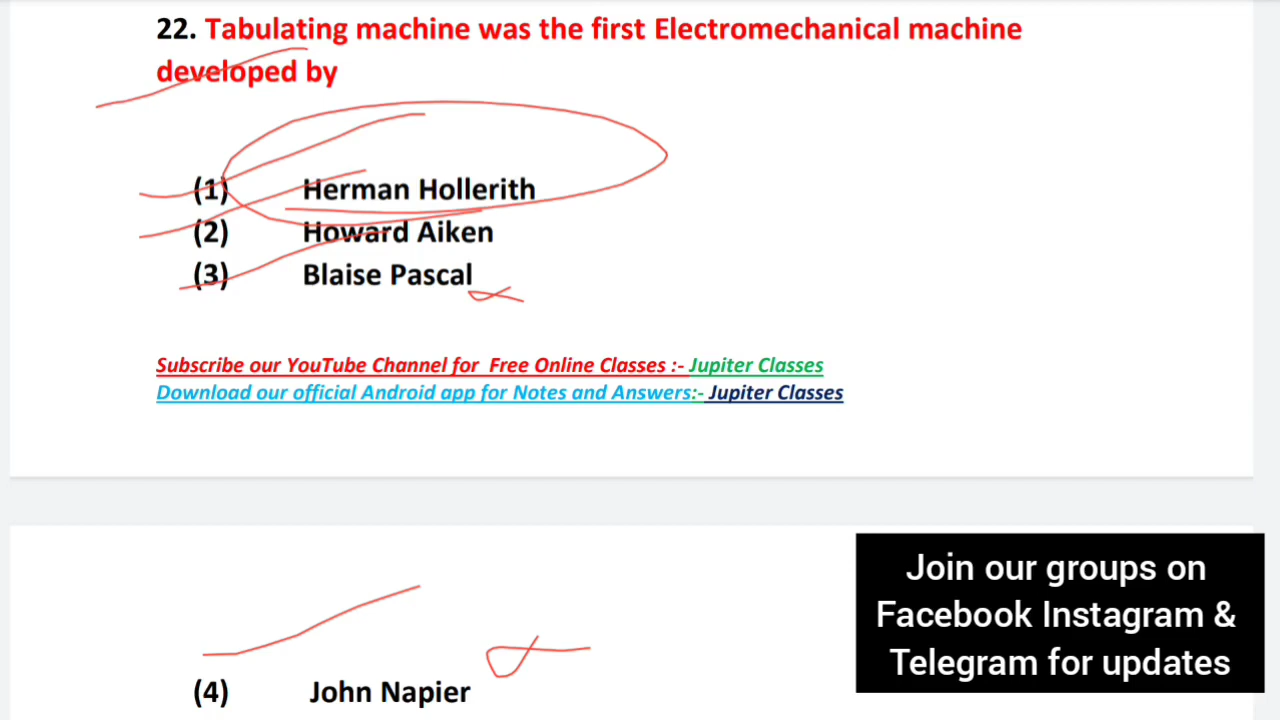 22. Tabulating machine was the first Electromechanical machine
developed by
(1) Herman Hollerith
(2) Howard Aiken
(3) Blaise Pascal
Subscribe our YouTube Channel for Free Online Classes :- Jupiter Classes
Download our official Android app for Notes and Answers:- Jupiter Classes
(4) John Napier
Join our groups on
Facebook Instagram &
Telegram for updates